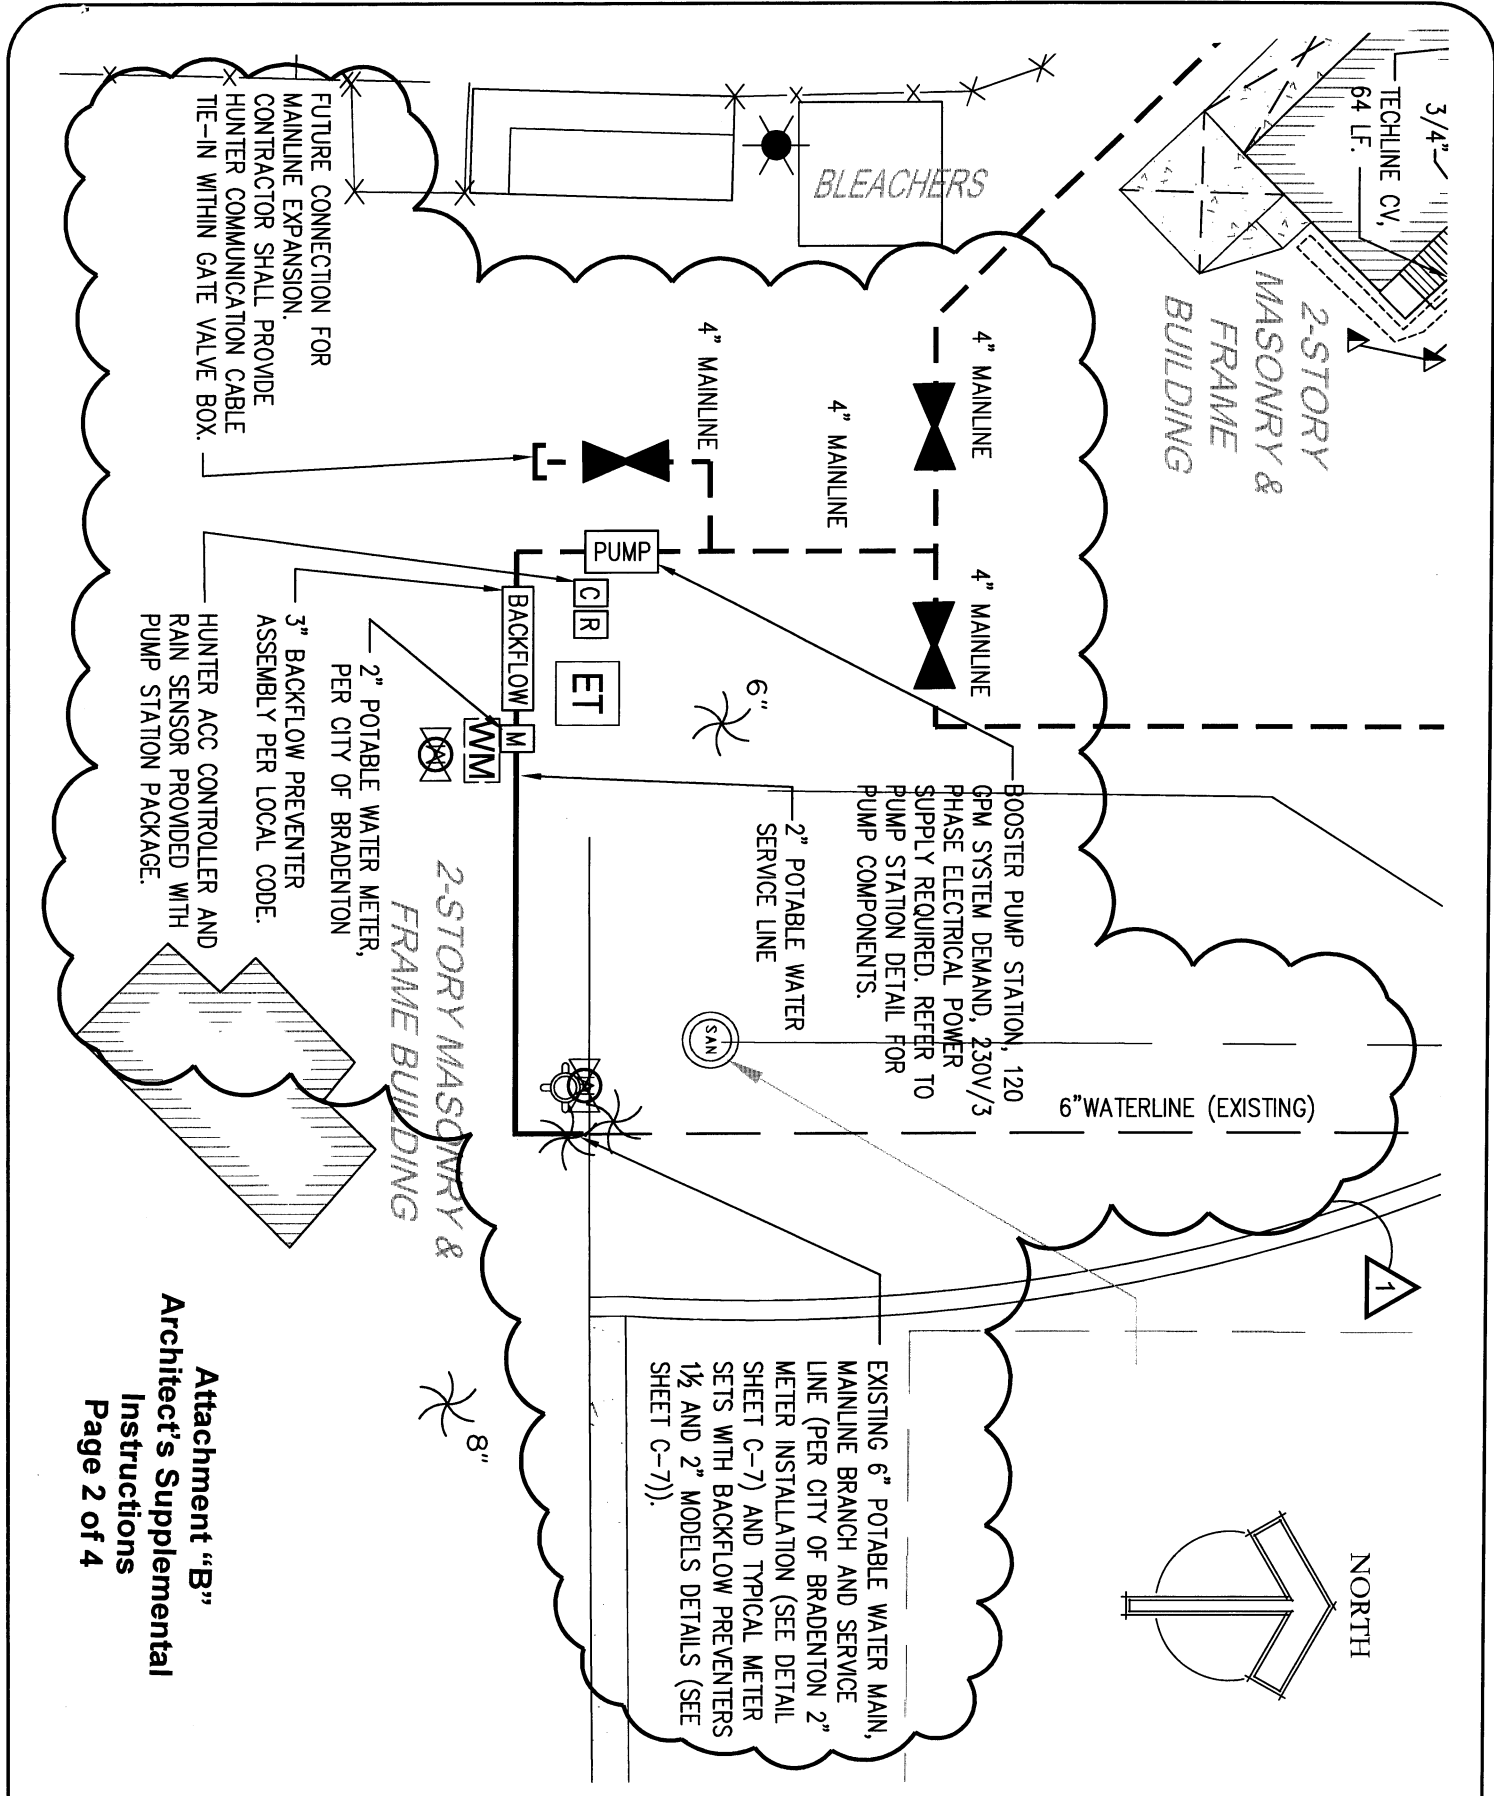 3/4"
TECHLINE CV,
64 LF.
2-STORY
MASONRY &
FRAME
BUILDING
BLEACHERS
4" MAINLINE
4" MAINLINE
4" MAINLINE
4" MAINLINE
FUTURE CONNECTION FOR
MAINLINE EXPANSION.
CONTRACTOR SHALL PROVIDE
HUNTER COMMUNICATION CABLE
TIE-IN WITHIN GATE VALVE BOX.
PUMP
C
R
BACKFLOW
ET
M
WM
6"
BOOSTER PUMP STATION, 120
GPM SYSTEM DEMAND, 230V/3
PHASE ELECTRICAL POWER
SUPPLY REQUIRED. REFER TO
PUMP STATION DETAIL FOR
PUMP COMPONENTS.
2" POTABLE WATER
SERVICE LINE
2" POTABLE WATER METER,
PER CITY OF BRADENTON
3" BACKFLOW PREVENTER
ASSEMBLY PER LOCAL CODE.
HUNTER ACC CONTROLLER AND
RAIN SENSOR PROVIDED WITH
PUMP STATION PACKAGE.
2-STORY MASONRY &
FRAME BUILDING
SAN
6"WATERLINE (EXISTING)
1
EXISTING 6" POTABLE WATER MAIN,
MAINLINE BRANCH AND SERVICE
LINE (PER CITY OF BRADENTON 2"
METER INSTALLATION (SEE DETAIL
SHEET C-7) AND TYPICAL METER
SETS WITH BACKFLOW PREVENTERS
1½ AND 2" MODELS DETAILS (SEE
SHEET C-7)).
8"
NORTH
Attachment "B"
Architect's Supplemental
Instructions
Page 2 of 4